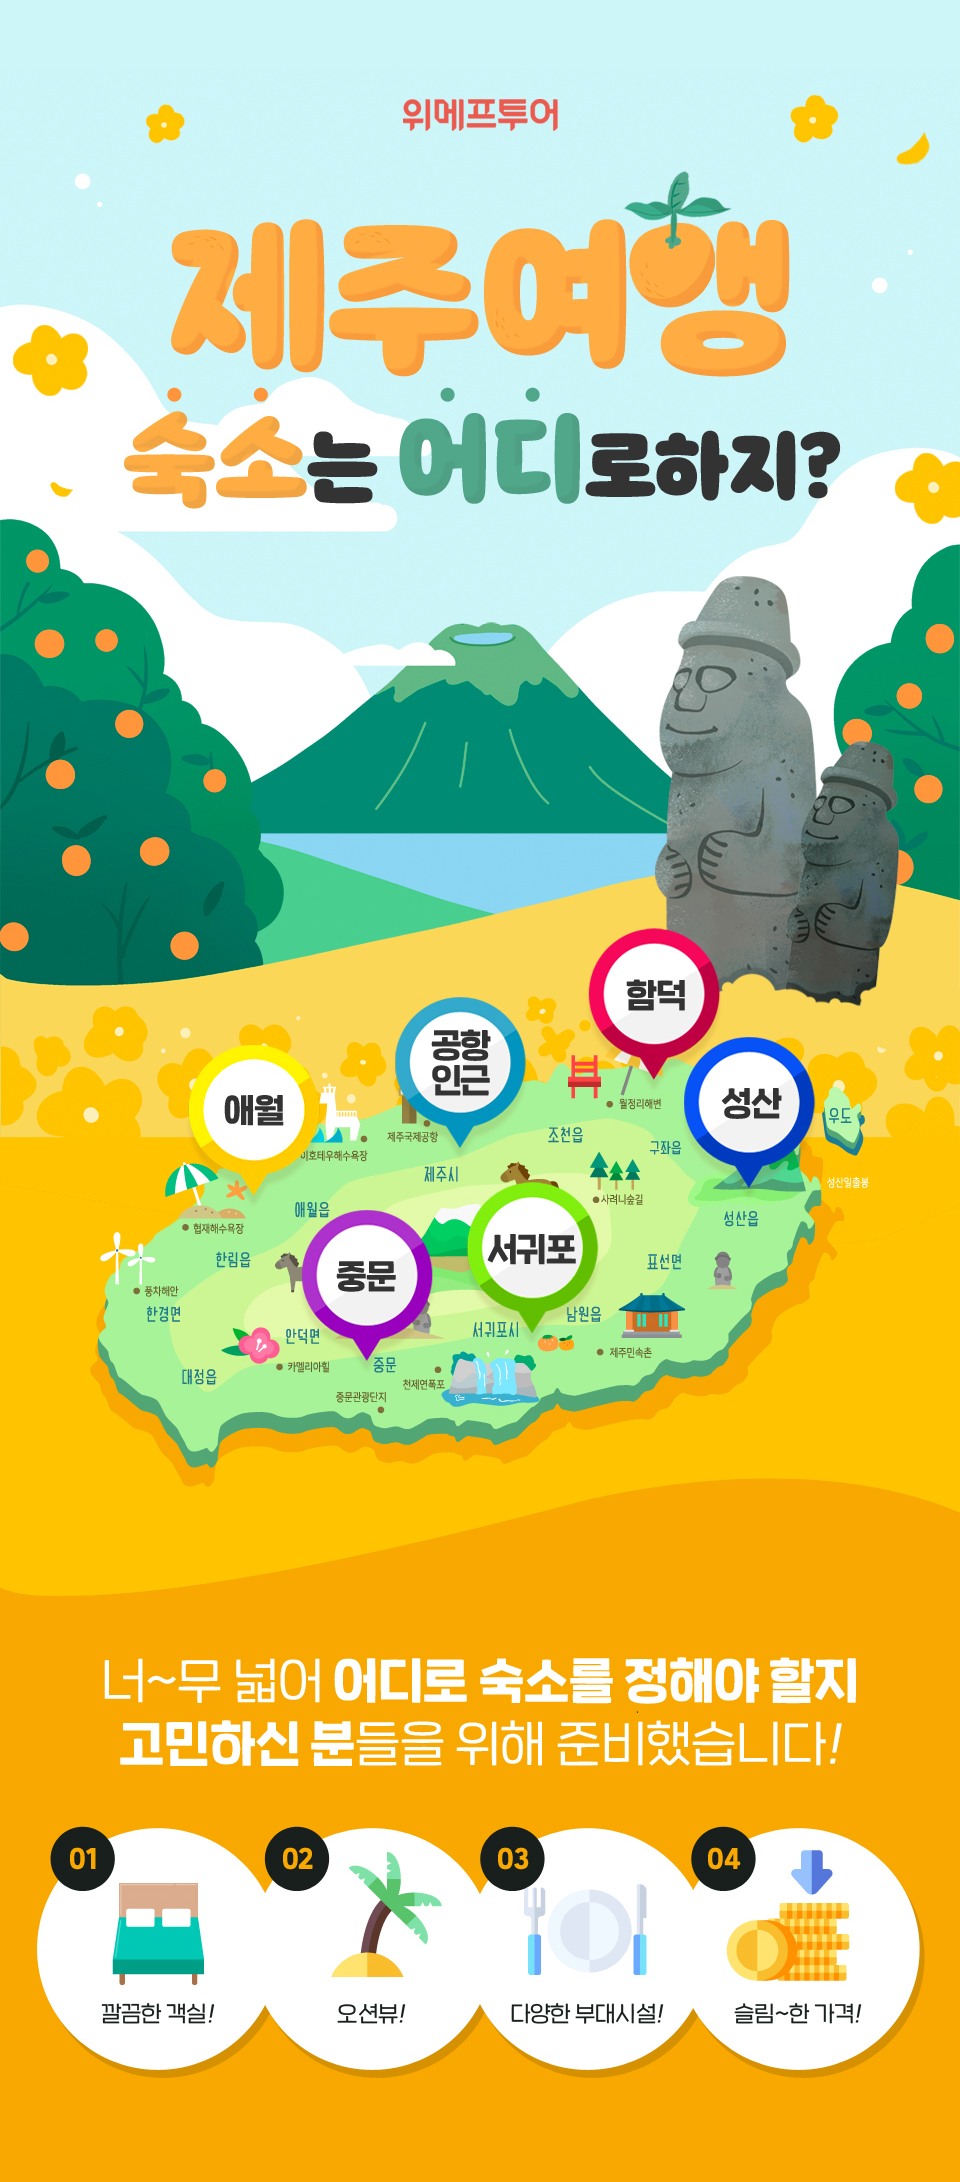 위메프투어
제주여행
숙소는 어디로하지?
함덕
공항
인근
성산
애월
우도
월정리해변
제주국제공항
조천읍
이호테우해수욕장
구좌읍
제주시
성산일출봉
사려니숲길
애월읍
성산읍
협재해수욕장
한림읍
서귀포
표선면
중문
풍차해안
한경면
남원읍
서귀포시
안덕면
제주민속촌
카멜리아힐
중문
대정읍
천제연폭포
중문관광단지
너~무 넓어 어디로 숙소를 정해야 할지
고민하신 분들을 위해 준비했습니다!
01
02
03
04
깔끔한 객실!
오션뷰!
다양한 부대시설!
슬림~한 가격!